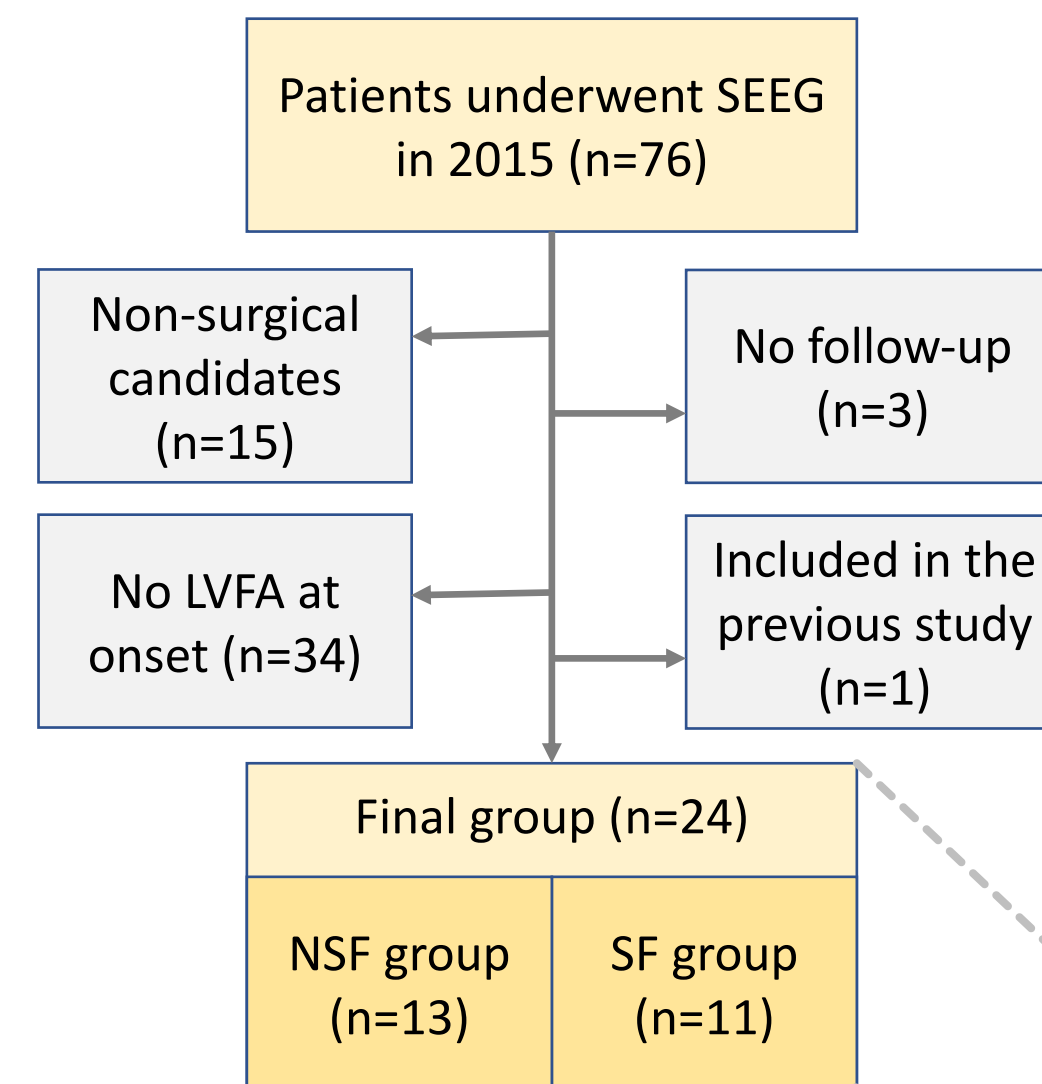 Patients underwent SEEG
in 2015 (n=76)
Non-surgical
candidates
(n=15)
No follow-up
(n=3)
No LVFA at
onset (n=34)
Included in the
previous study
(n=1)
Final group (n=24)
NSF group
(n=13)
SF group
(n=11)